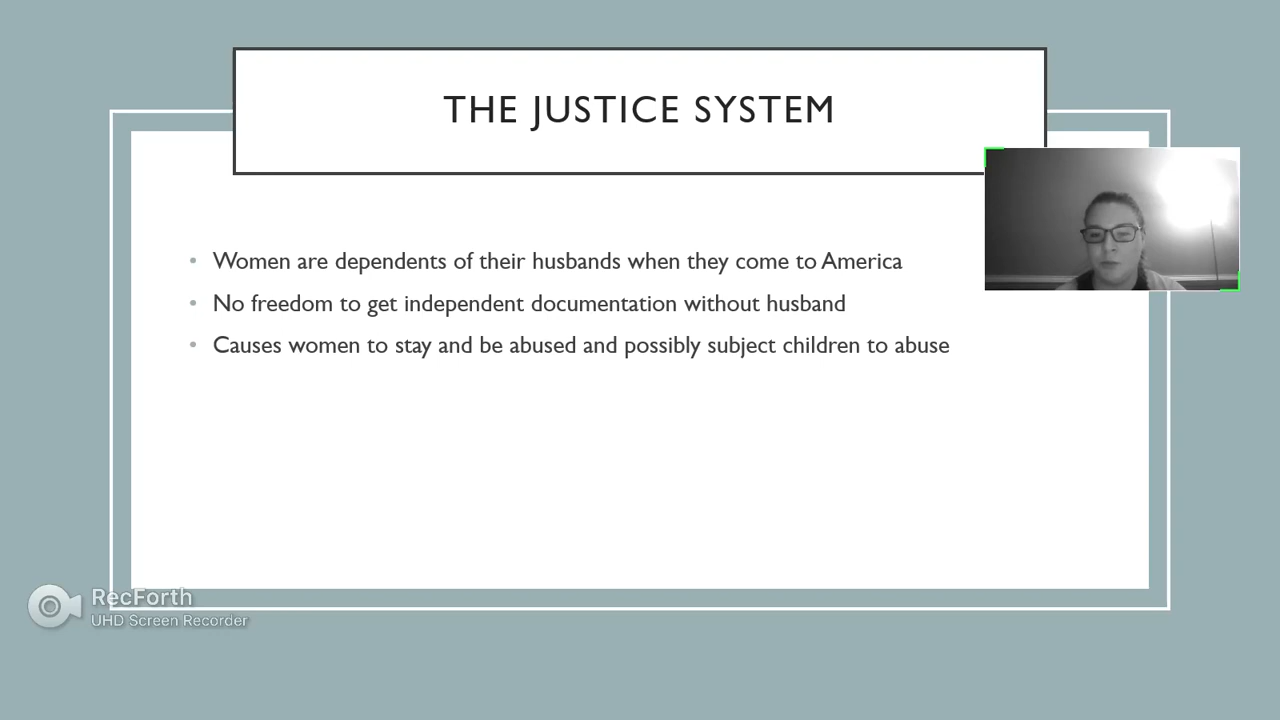 THE JUSTICE SYSTEM
• Women are dependents of their husbands when they come to America
• No freedom to get independent documentation without husband
• Causes women to stay and be abused and possibly subject children to abuse
RecForth
UHD Screen Recorder